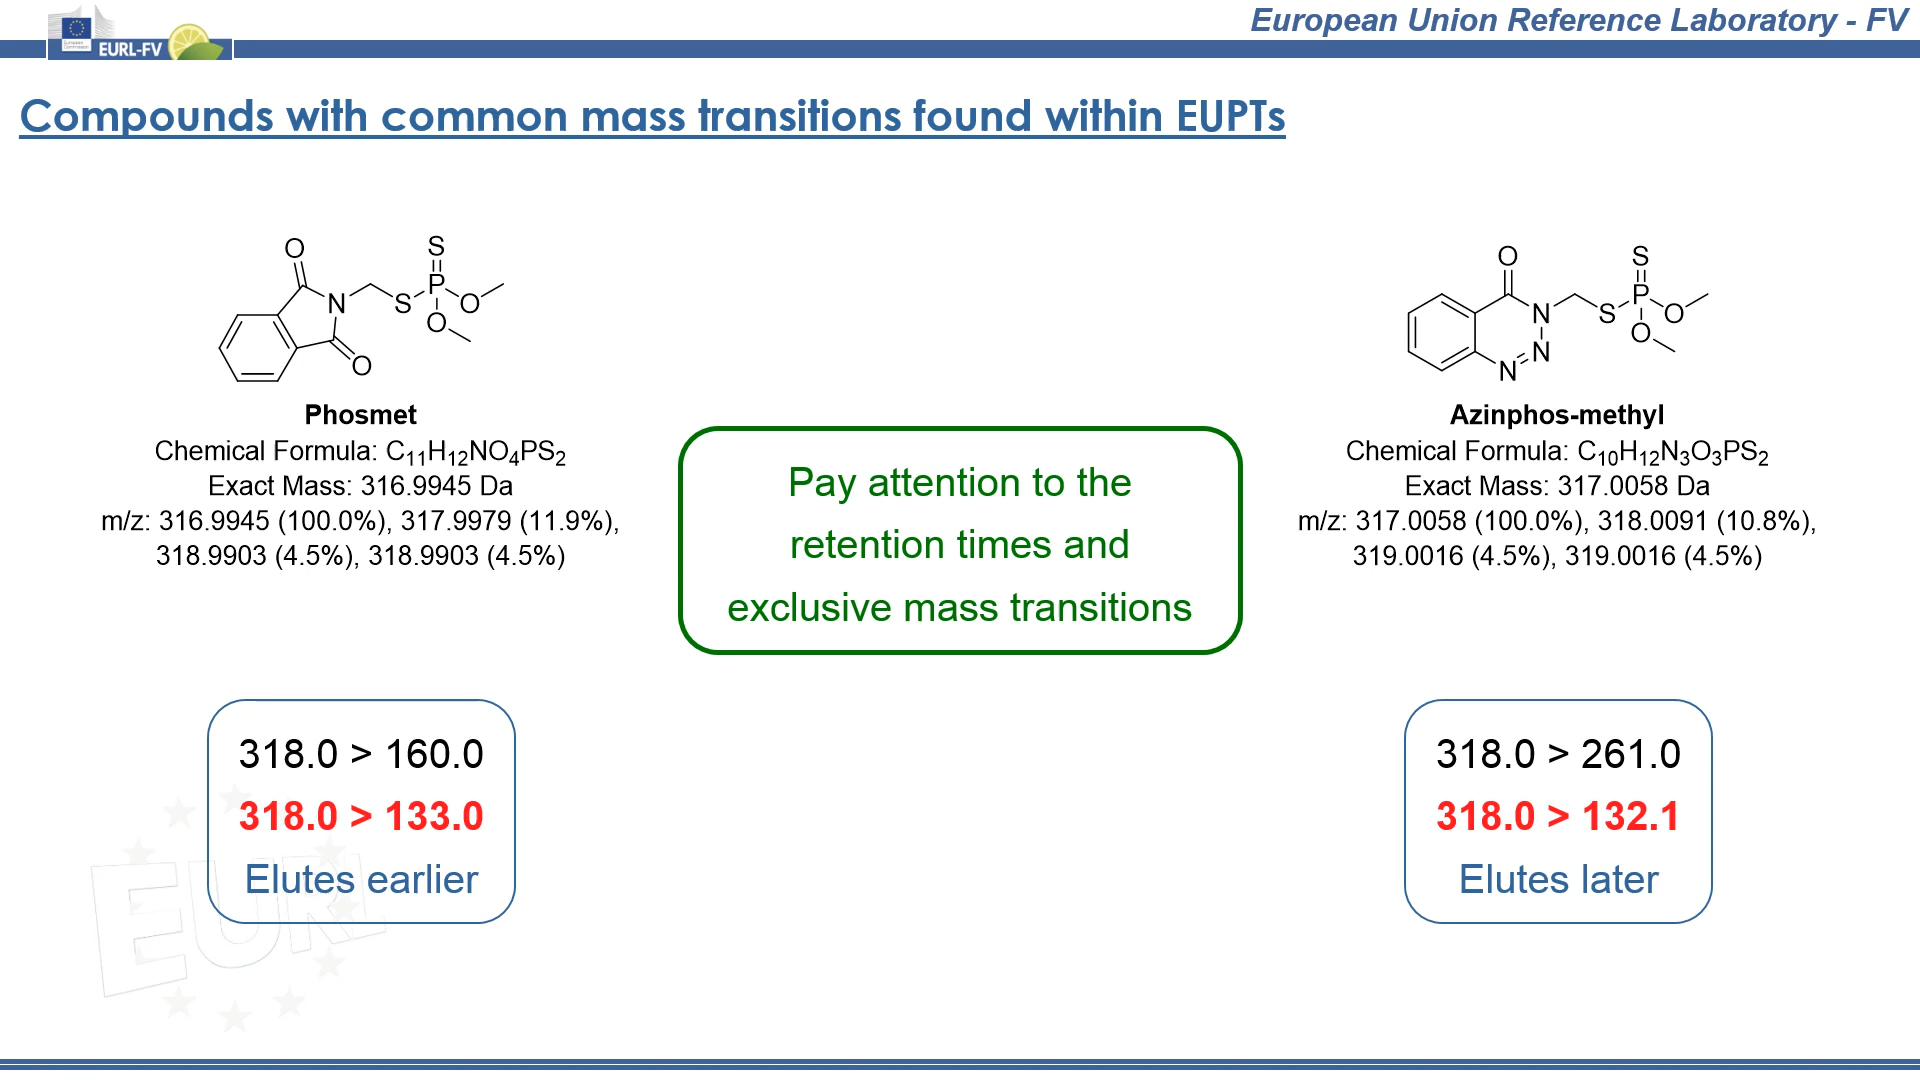 European Union Reference Laboratory - FV
European Commission
EURL-FV
Compounds with common mass transitions found within EUPTs
O
N
O
S
S
P
O
O
Phosmet
Chemical Formula: C₁₁H₁₂NO₄PS₂
Exact Mass: 316.9945 Da
m/z: 316.9945 (100.0%), 317.9979 (11.9%),
318.9903 (4.5%), 318.9903 (4.5%)
Pay attention to the
retention times and
exclusive mass transitions
O
N
N
N
S
S
P
O
O
Azinphos-methyl
Chemical Formula: C₁₀H₁₂N₃O₃PS₂
Exact Mass: 317.0058 Da
m/z: 317.0058 (100.0%), 318.0091 (10.8%),
319.0016 (4.5%), 319.0016 (4.5%)
318.0 > 160.0
318.0 > 133.0
Elutes earlier
318.0 > 261.0
318.0 > 132.1
Elutes later
EURL